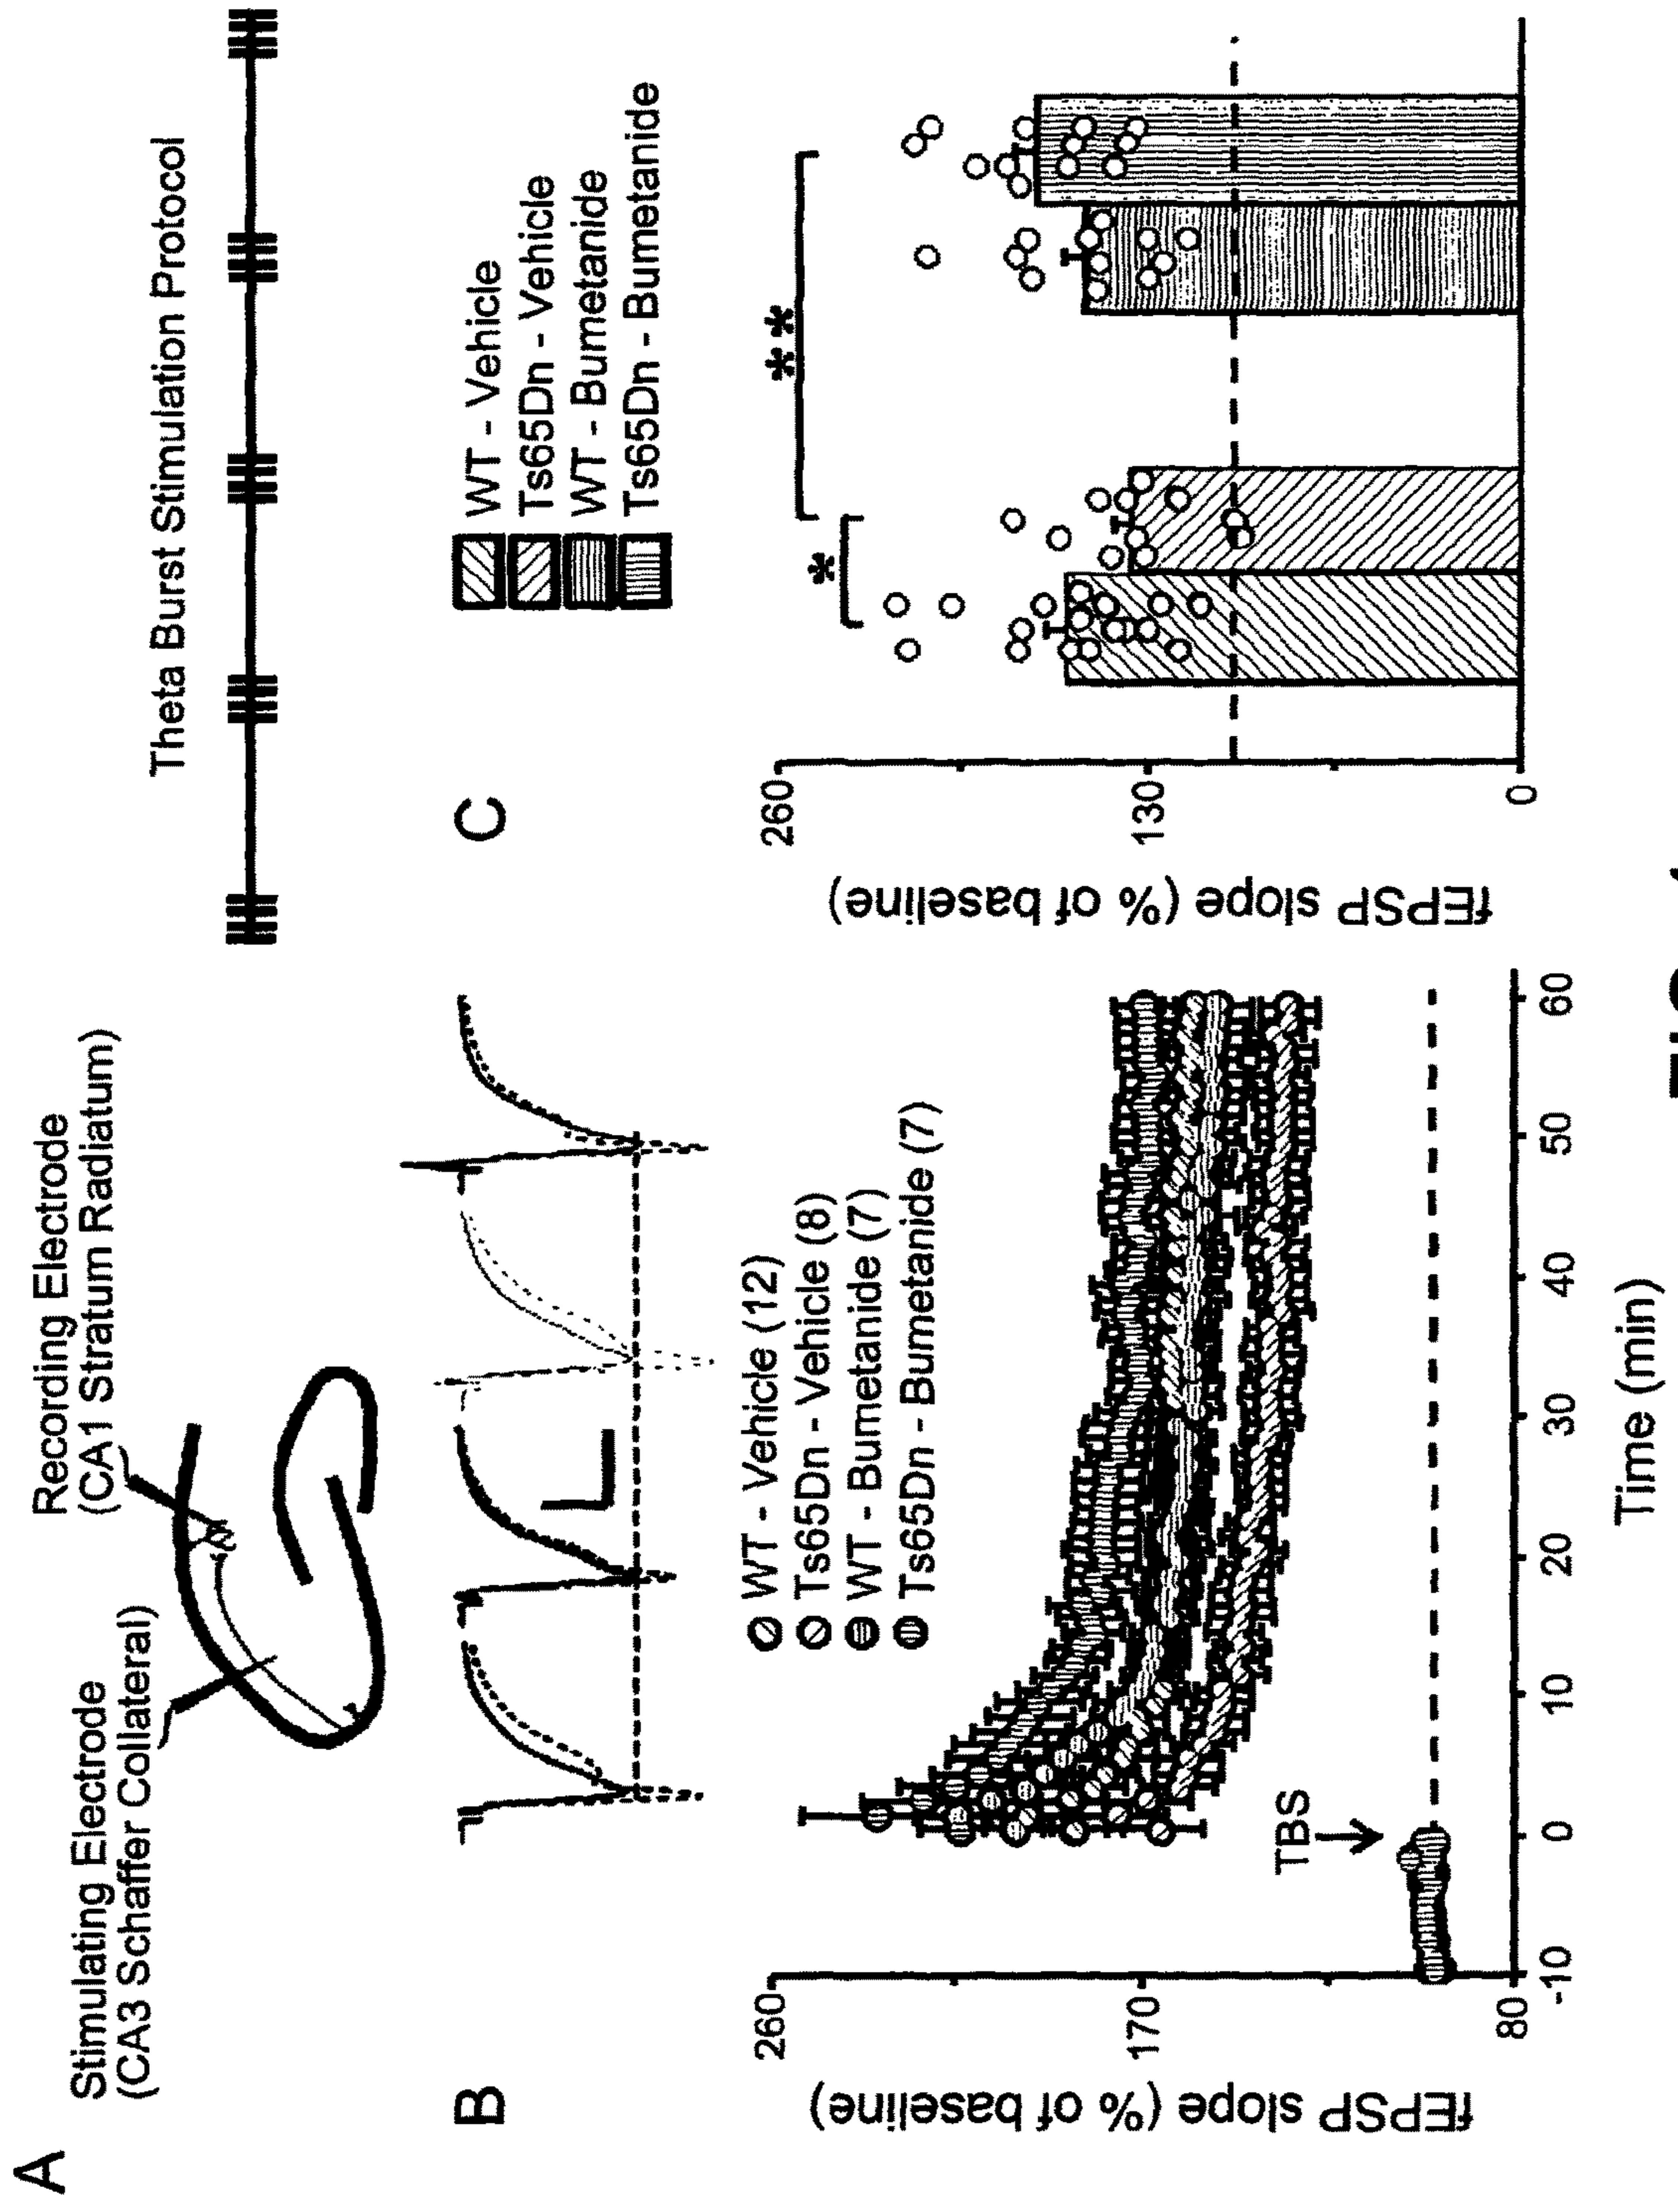 A
Stimulating Electrode
(CA3 Schaffer Collateral)
Recording Electrode
(CA1 Stratum Radiatum)
Theta Burst Stimulation Protocol
B
WT - Vehicle (12)
Ts65Dn - Vehicle (8)
WT - Bumetanide (7)
Ts65Dn - Bumetanide (7)
fEPSP slope (% of baseline)
260
170
80
TBS
-10
0
10
20
30
40
50
60
Time (min)
C
WT - Vehicle
Ts65Dn - Vehicle
WT - Bumetanide
Ts65Dn - Bumetanide
fEPSP slope (% of baseline)
260
130
0
*
**